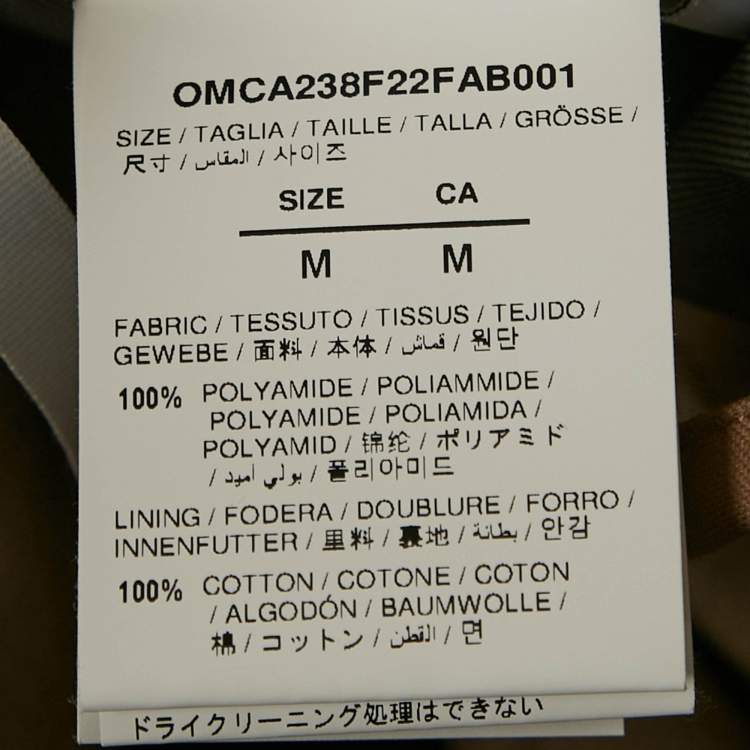 OMCA238F22FAB001
SIZE / TAGLIA / TAILLE / TALLA / GRÖSSE /
尺寸 / المقاس / 사이즈
SIZE CA
M M
FABRIC / TESSUTO / TISSUS / TEJIDO /
GEWEBE / 面料 / 本体 / قماش / 원단
100% POLYAMIDE / POLIAMMIDE /
POLYAMIDE / POLIAMIDA /
POLYAMID / 锦纶 / ポリアミド
/ بولي اميد / 폴리아미드
LINING / FODERA / DOUBLURE / FORRO /
INNENFUTTER / 里料 / 裏地 / بطانة / 안감
100% COTTON / COTONE / COTON
/ ALGODÓN / BAUMWOLLE /
棉 / コットン / القطن / 면
ドライクリーニング処理はできない